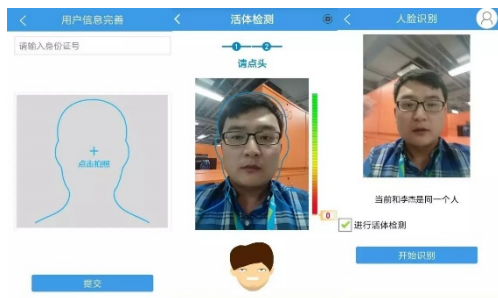 用户信息完善
请输入身份证号
点击拍照
提交
活体检测
1 2
请点头
0
人脸识别
当前和李杰是同一个人
进行活体检测
开始识别